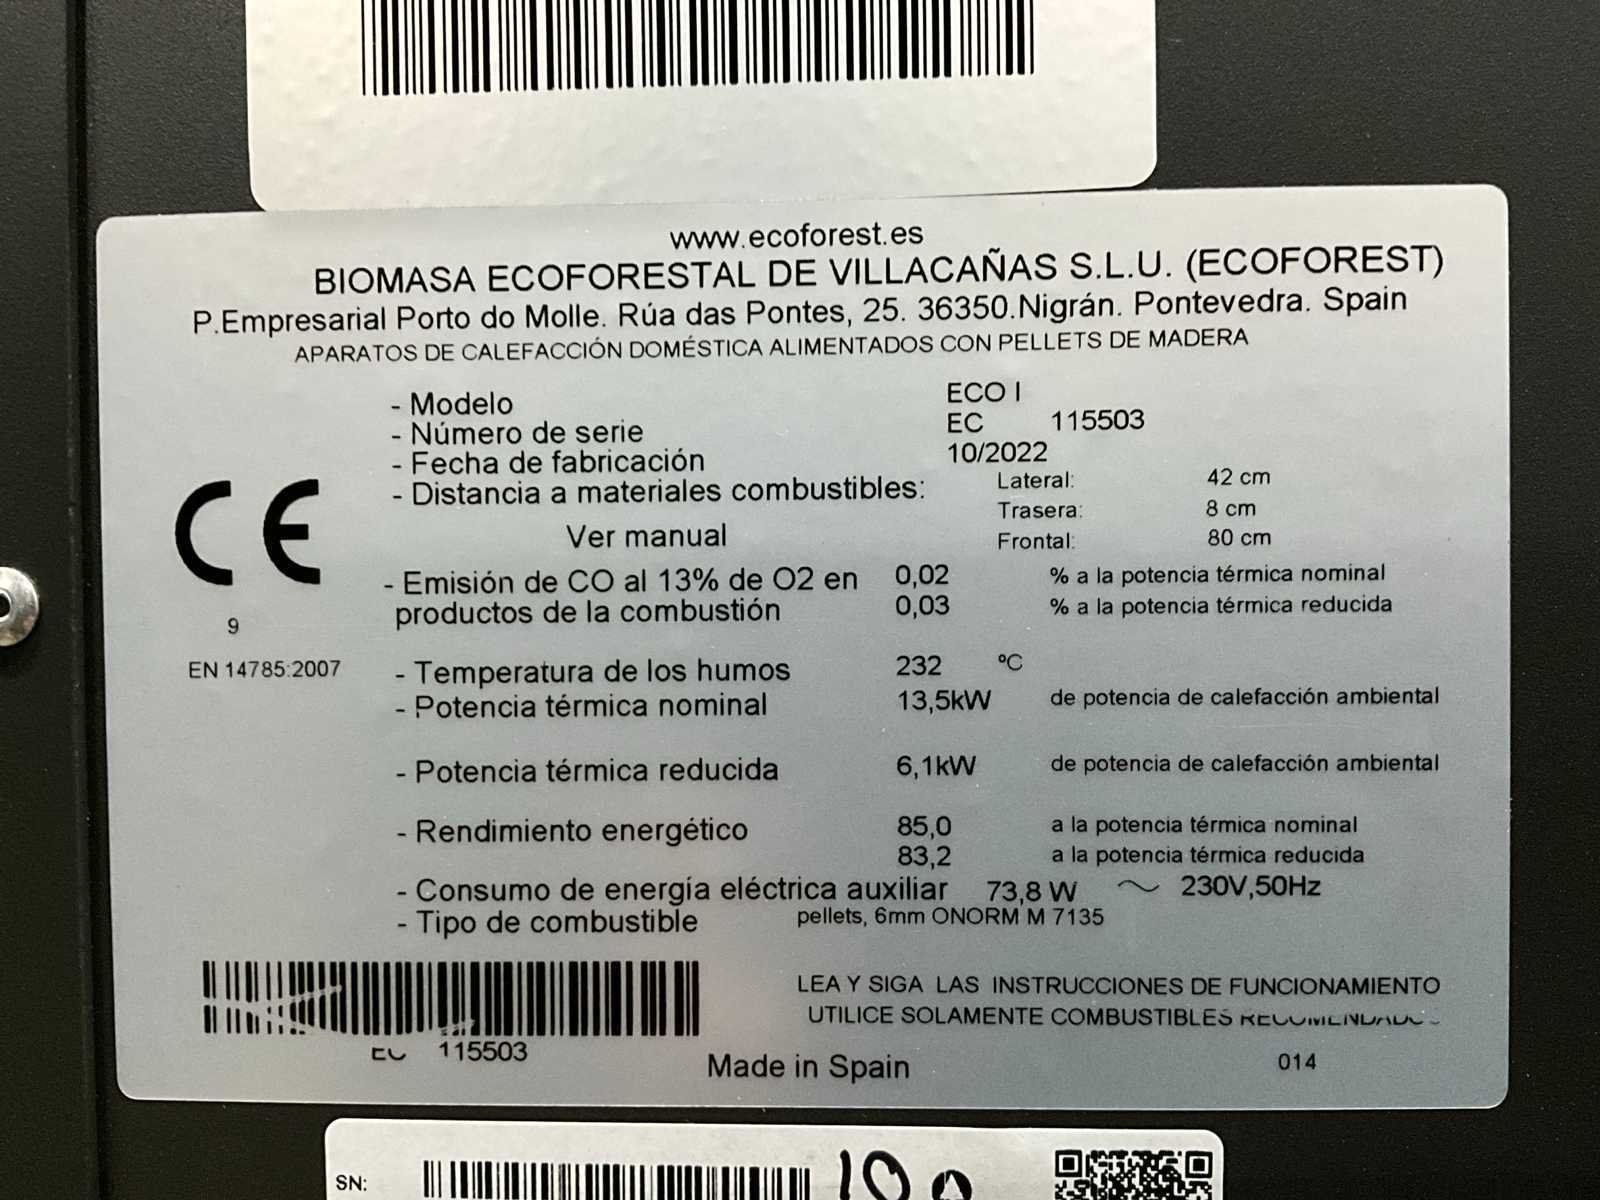 www.ecoforest.es
BIOMASA ECOFORESTAL DE VILLACAÑAS S.L.U. (ECOFOREST)
P.Empresarial Porto do Molle. Rúa das Pontes, 25. 36350.Nigrán. Pontevedra. Spain
APARATOS DE CALEFACCIÓN DOMÉSTICA ALIMENTADOS CON PELLETS DE MADERA
- Modelo ECO I
- Número de serie EC 115503
- Fecha de fabricación 10/2022
- Distancia a materiales combustibles: Lateral: 42 cm
Trasera: 8 cm
Ver manual Frontal: 80 cm
CE
9
EN 14785:2007
- Emisión de CO al 13% de O2 en 0,02 % a la potencia térmica nominal
productos de la combustión 0,03 % a la potencia térmica reducida
- Temperatura de los humos 232 ºC
- Potencia térmica nominal 13,5kW de potencia de calefacción ambiental
- Potencia térmica reducida 6,1kW de potencia de calefacción ambiental
- Rendimiento energético 85,0 a la potencia térmica nominal
83,2 a la potencia térmica reducida
- Consumo de energía eléctrica auxiliar 73,8 W ~ 230V,50Hz
- Tipo de combustible pellets, 6mm ONORM M 7135
LEA Y SIGA LAS INSTRUCCIONES DE FUNCIONAMIENTO
UTILICE SOLAMENTE COMBUSTIBLES
EC 115503
Made in Spain
014
SN:
10